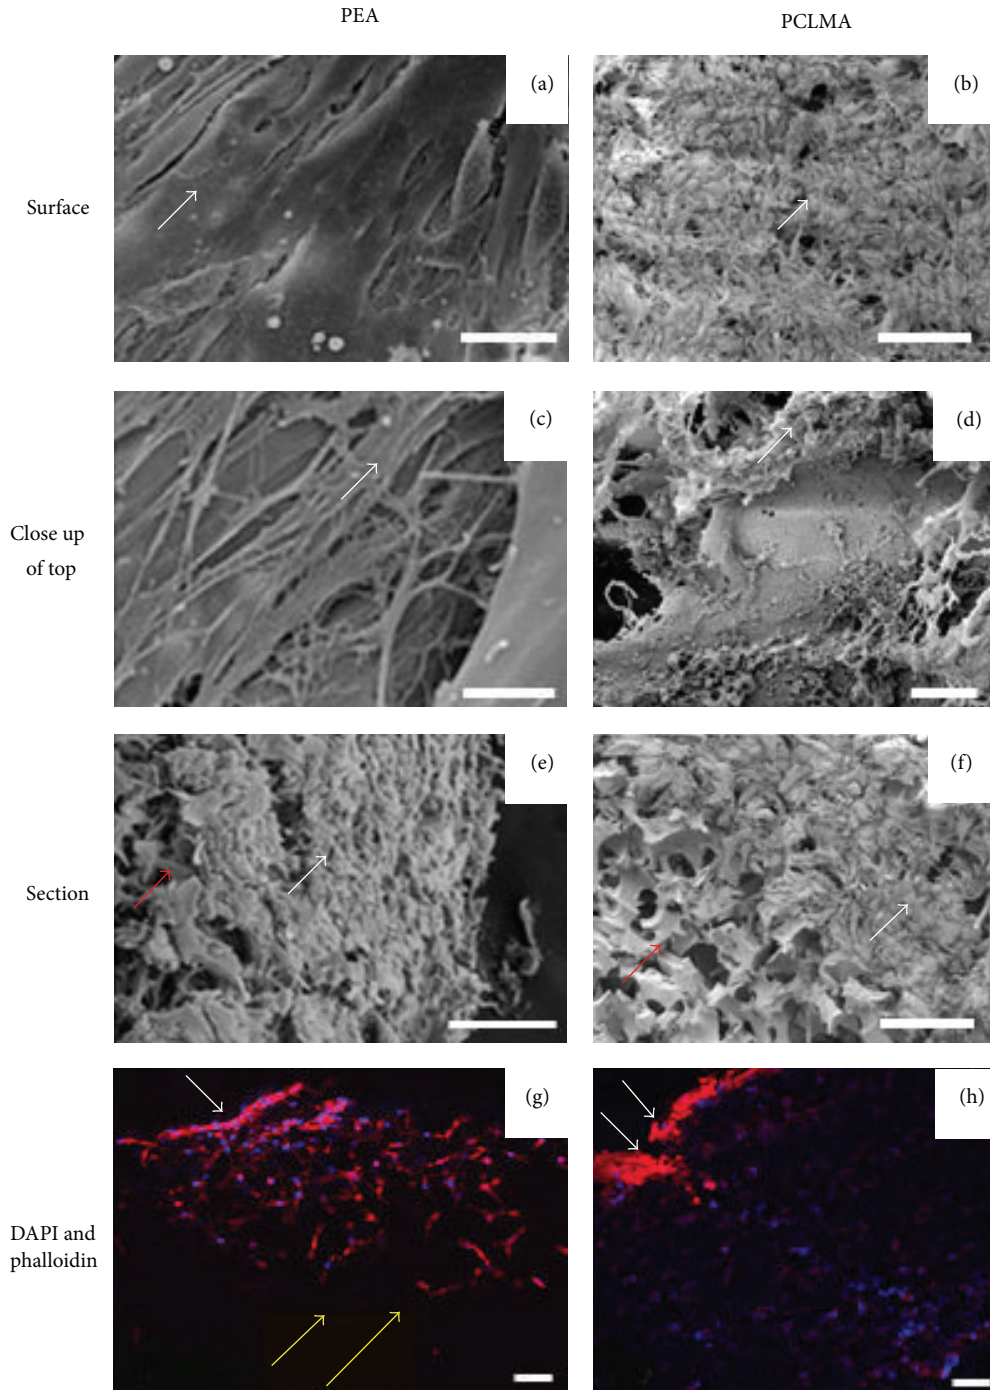 PEA
PCLMA
Surface
(a)
(b)
Close up
of top
(c)
(d)
Section
(e)
(f)
DAPI and
phalloidin
(g)
(h)